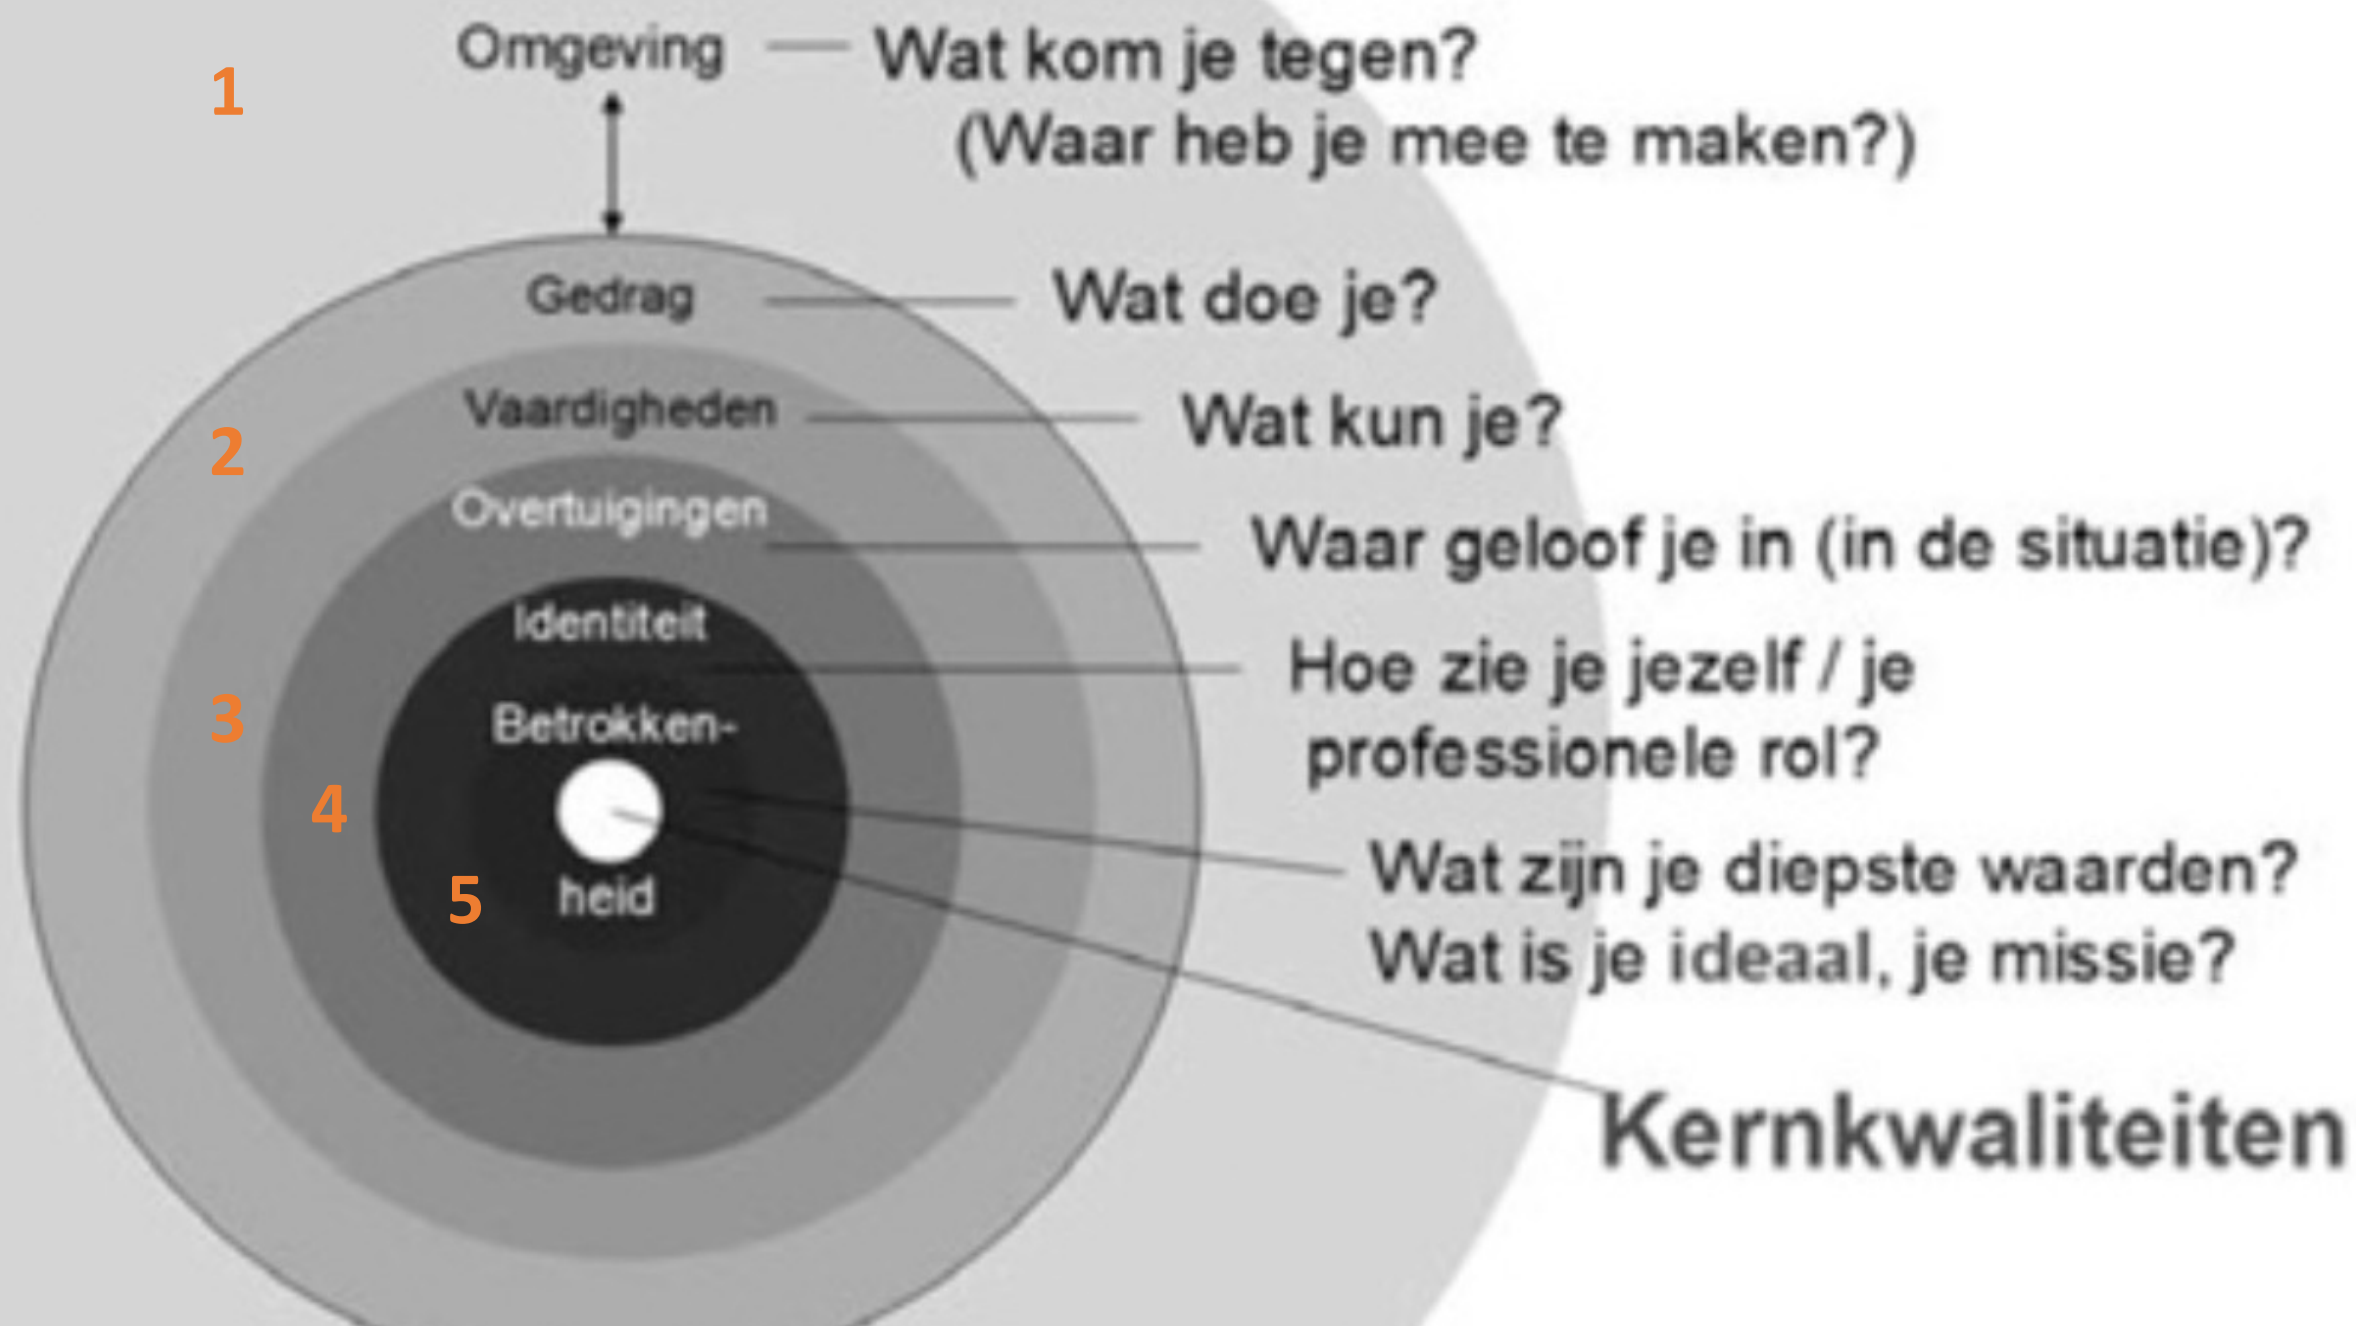 Omgeving
Wat kom je tegen?
1
(Waar heb je mee te maken?)
Gedrag
Wat doe je?
Vaardigheden
Wat kun je?
2
Overtuigingen
Waar geloof je in (in de situatie)?
Identiteit
Hoe zie je jezelf / je
professionele rol?
3
Betrokken-
4
heid
5
Wat zijn je diepste waarden?
Wat is je ideaal, je missie?
Kernkwaliteiten